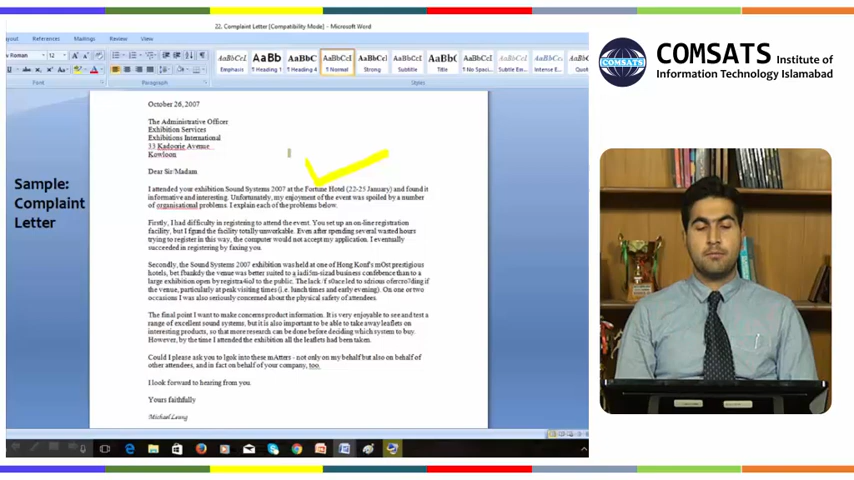 22. Complaint Letter [Compatibility Mode] - Microsoft Word
References Mailings Review View
Roman 12
AaBbCcI AaBb AaBbC AaBbCcI AaBbCcI AaBbCcI AaBbC AaBbCcI AaBbCcI AaBbCcI
Emphasis ¶ Heading 1 ¶ Heading 4 ¶ Normal Strong Subtitle ¶ Title ¶ No Spaci... Subtle Em... Intense E...
Font Paragraph Styles
COMSATS Institute of
Information Technology Islamabad
COMSATS
Sample:
Complaint
Letter
October 26, 2007
The Administrative Officer
Exhibition Services
Exhibitions International
33 Kadoorie Avenue
Kowloon
Dear Sir/Madam
I attended your exhibition Sound Systems 2007 at the Fortune Hotel (22-25 January) and found it
informative and interesting. Unfortunately, my enjoyment of the event was spoiled by a number
of organisational problems. I explain each of the problems below.
Firstly, I had difficulty in registering to attend the event. You set up an on-line registration
facility, but I the facility totally unworkable. Even after spending several wasted hours
trying to register in this way, the computer would not accept my application. I eventually
succeeded in registering by faxing you.
Secondly, the Sound Systems 2007 exhibition was held at one of Hong prestigious
hotels, the venue was better suited to a business conference than to a
large exhibition open by to the public. The lack to if
the venue, particularly at peak visiting times (i.e. lunch times and early evening). On one or two
occasions I was also seriously concerned about the physical safety of attendees.
The final point I want to make concerns product information. It is very enjoyable to see and test a
range of excellent sound systems, but it is also important to be able to take away leaflets on
interesting products, so that more research can be done before deciding which system to buy.
However, by the time I attended the exhibition all the leaflets had been taken.
Could I please ask you to into these mAtters - not only on my behalf but also on behalf of
other attendees, and in fact on behalf of your company, too.
I look forward to hearing from you.
Yours faithfully
Michael Leung